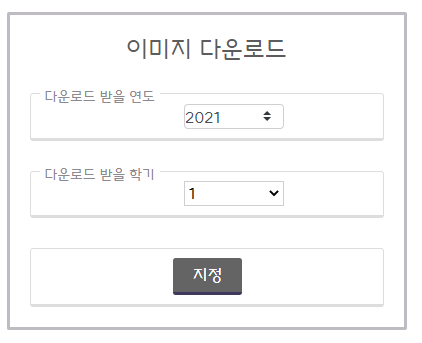 이미지 다운로드
다운로드 받을 연도
2021
다운로드 받을 학기
1
지정